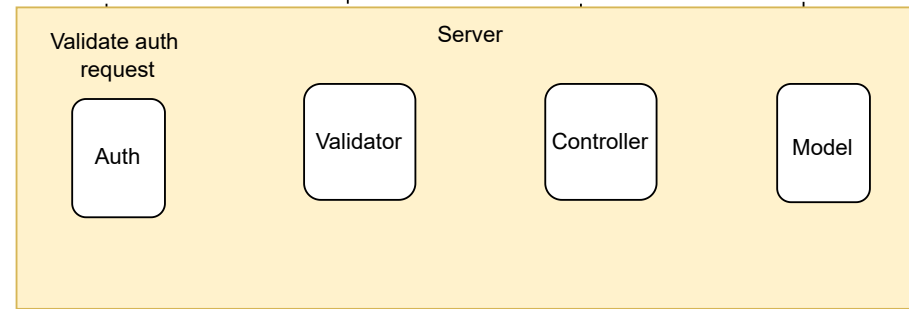 Server
Validate auth
request
Auth
Validator
Controller
Model